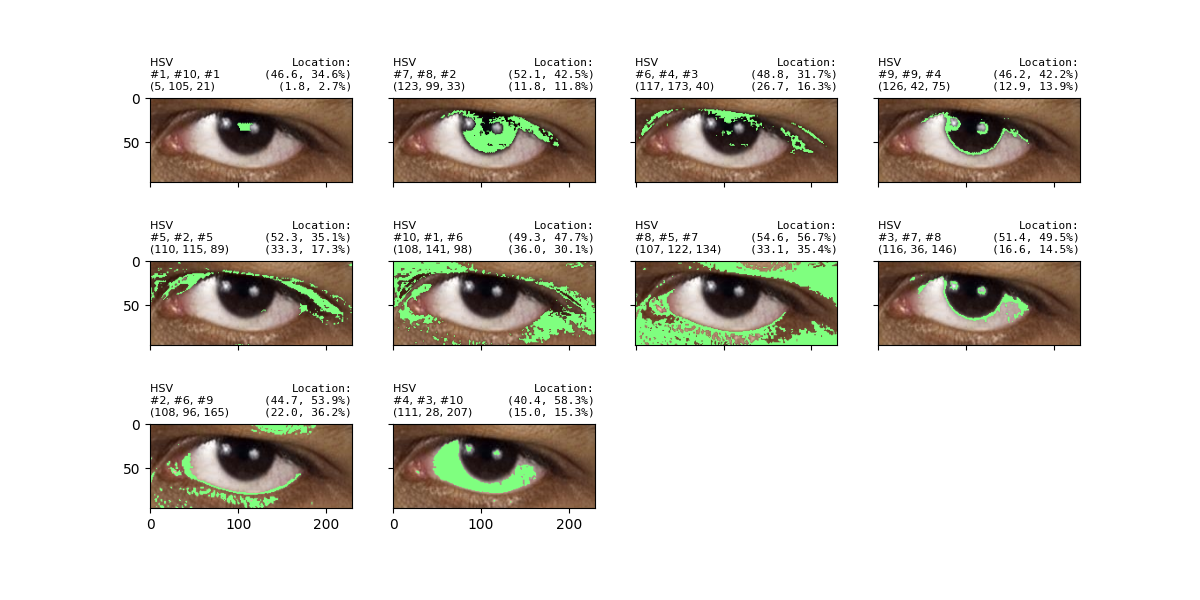 HSV Location:
#1, #10, #1 (46.6, 34.6%)
(5, 105, 21) (1.8, 2.7%)
HSV Location:
#7, #8, #2 (52.1, 42.5%)
(123, 99, 33) (11.8, 11.8%)
HSV Location:
#6, #4, #3 (48.8, 31.7%)
(117, 173, 40) (26.7, 16.3%)
HSV Location:
#9, #9, #4 (46.2, 42.2%)
(126, 42, 75) (12.9, 13.9%)
0
50
HSV Location:
#5, #2, #5 (52.3, 35.1%)
(110, 115, 89) (33.3, 17.3%)
HSV Location:
#10, #1, #6 (49.3, 47.7%)
(108, 141, 98) (36.0, 30.1%)
HSV Location:
#8, #5, #7 (54.6, 56.7%)
(107, 122, 134) (33.1, 35.4%)
HSV Location:
#3, #7, #8 (51.4, 49.5%)
(116, 36, 146) (16.6, 14.5%)
0
50
HSV Location:
#2, #6, #9 (44.7, 53.9%)
(108, 96, 165) (22.0, 36.2%)
HSV Location:
#4, #3, #10 (40.4, 58.3%)
(111, 28, 207) (15.0, 15.3%)
0
50
0 100 200
0 100 200